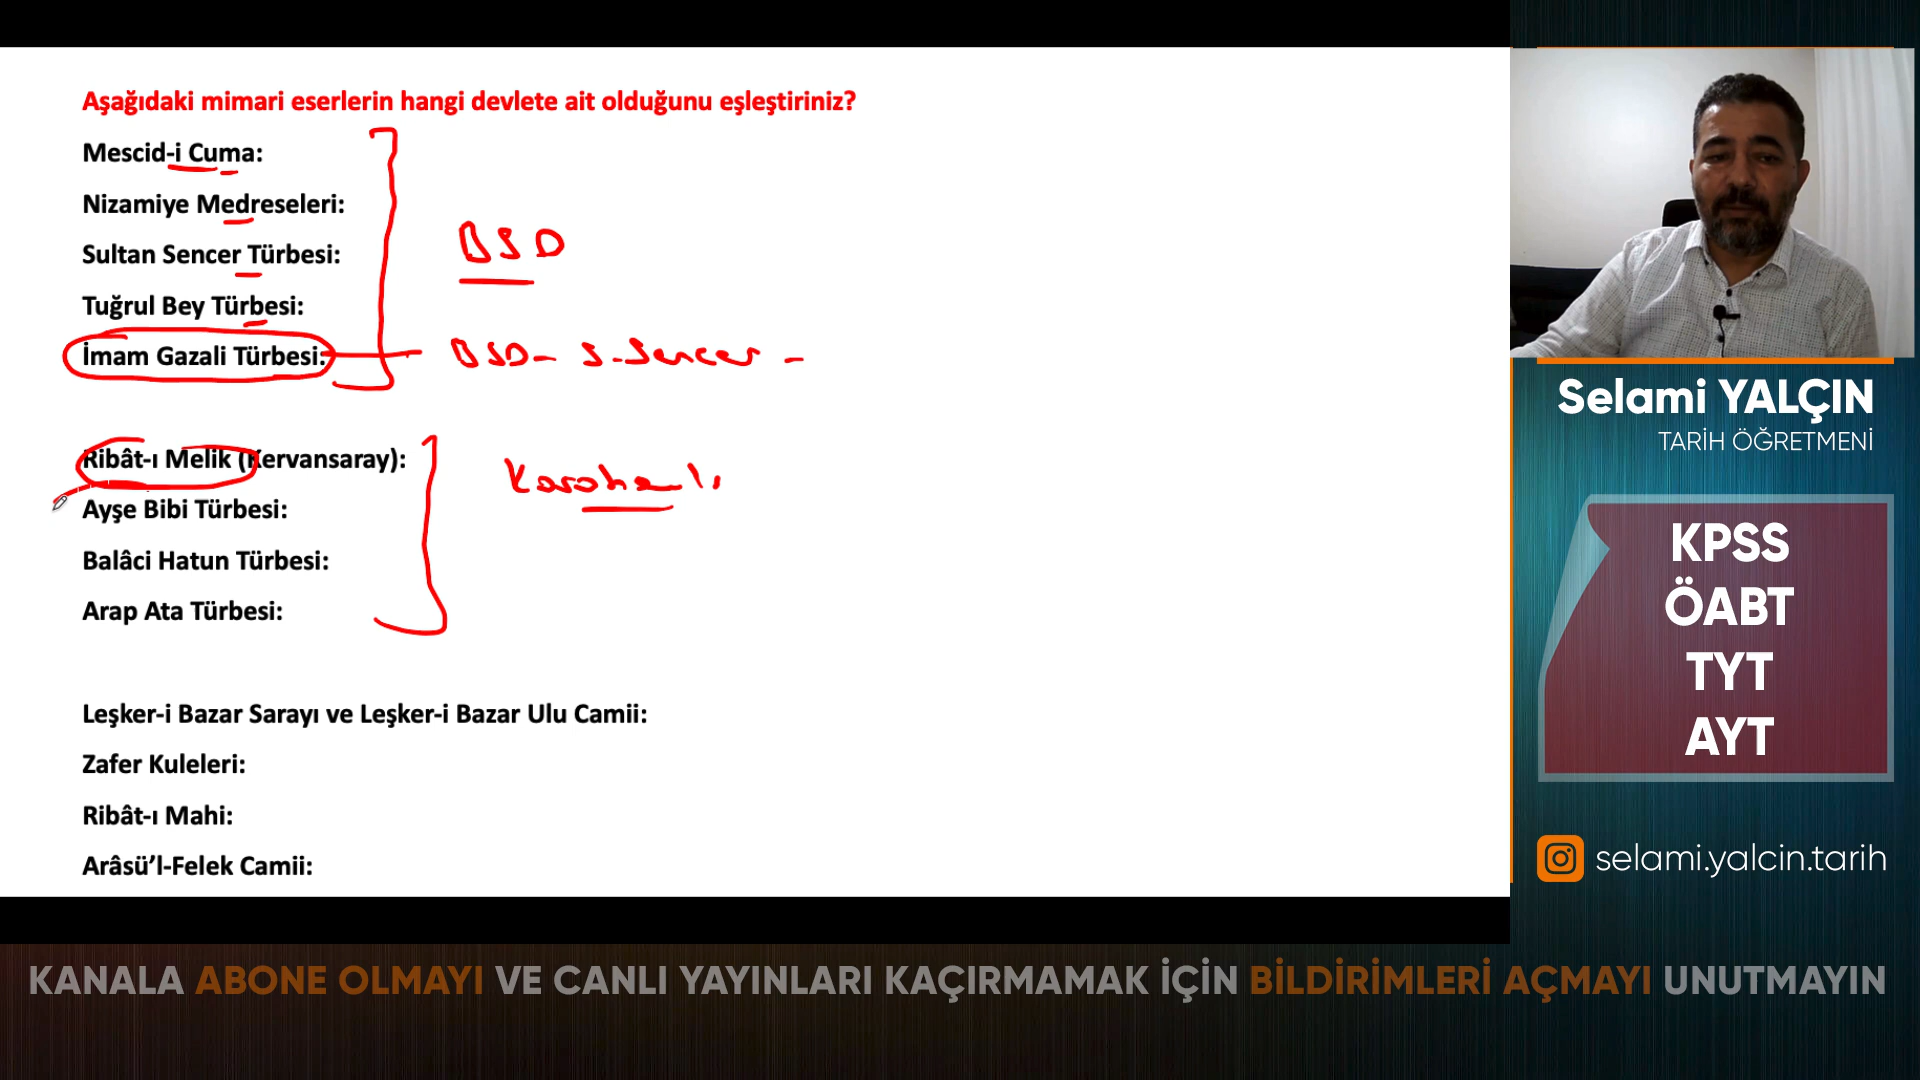 Aşağıdaki mimari eserlerin hangi devlete ait olduğunu eşleştiriniz?
Mescid-i Cuma:
Nizamiye Medreseleri:
Sultan Sencer Türbesi:
BSD
Tuğrul Bey Türbesi:
İmam Gazali Türbesi: BSD- S.Sencer -
Ribât-ı Melik (Kervansaray): Karahanlı
Ayşe Bibi Türbesi:
Balâci Hatun Türbesi:
Arap Ata Türbesi:
Leşker-i Bazar Sarayı ve Leşker-i Bazar Ulu Camii:
Zafer Kuleleri:
Ribât-ı Mahi:
Arâsü’l-Felek Camii:
Selami YALÇIN
TARİH ÖĞRETMENİ
KPSS
ÖABT
TYT
AYT
selami.yalcin.tarih
KANALA ABONE OLMAYI VE CANLI YAYINLARI KAÇIRMAMAK İÇİN BİLDİRİMLERİ AÇMAYI UNUTMAYIN